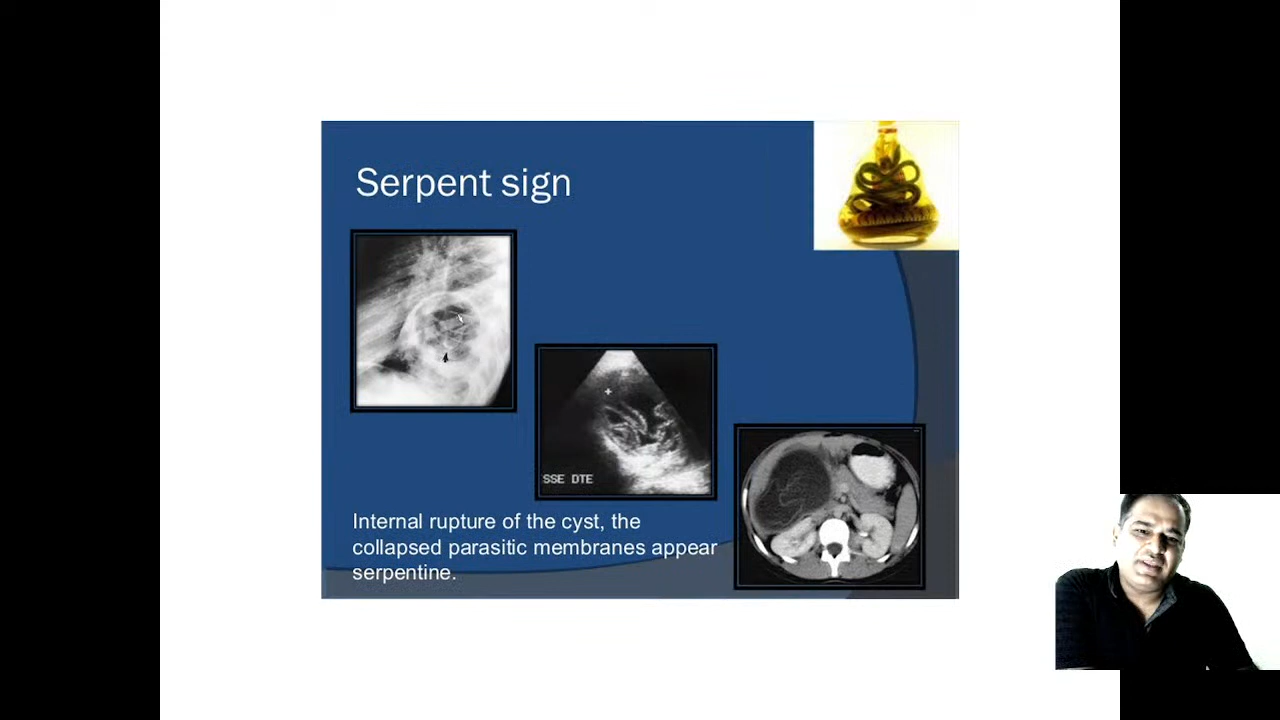 Serpent sign
SSE DTE
Internal rupture of the cyst, the
collapsed parasitic membranes appear
serpentine.